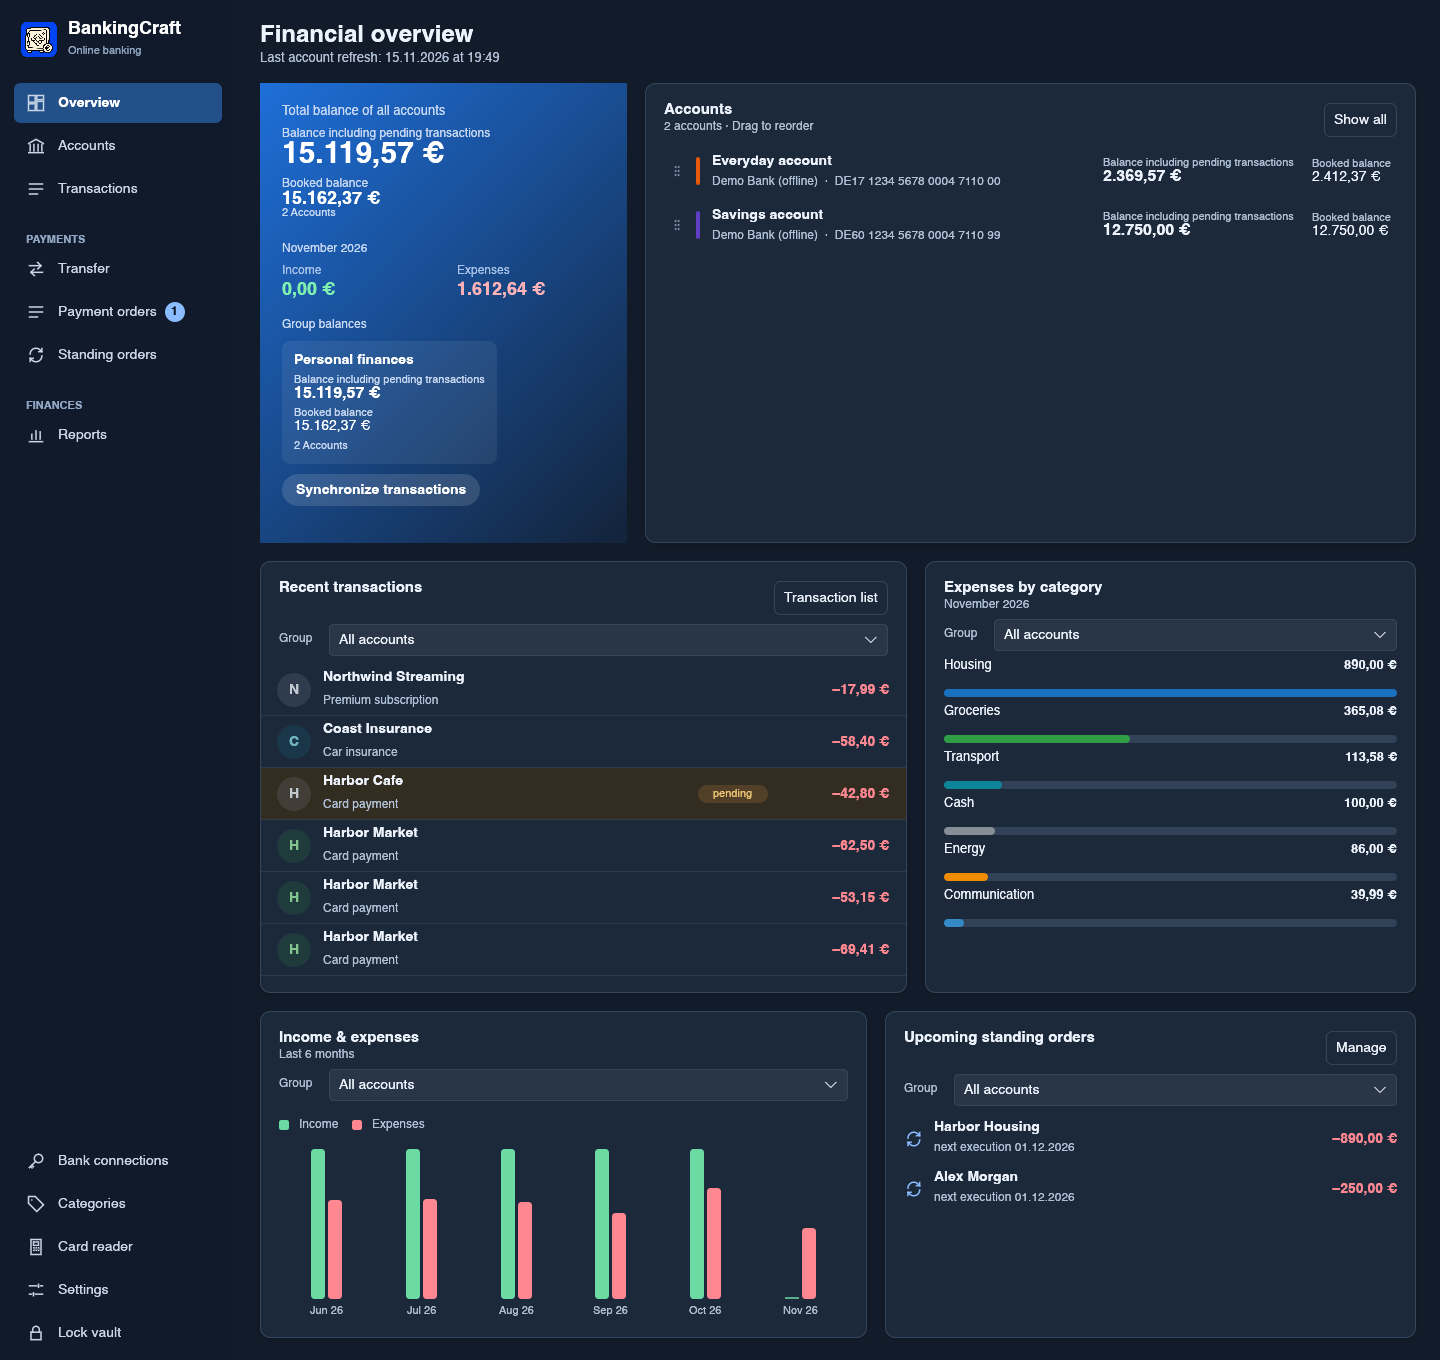 BankingCraft
Online banking
Overview
Accounts
Transactions
PAYMENTS
Transfer
Payment orders 1
Standing orders
FINANCES
Reports
Bank connections
Categories
Card reader
Settings
Lock vault
Financial overview
Last account refresh: 15.11.2026 at 19:49
Total balance of all accounts
Balance including pending transactions
15.119,57 €
Booked balance
15.162,37 €
2 Accounts
November 2026
Income Expenses
0,00 € 1.612,64 €
Group balances
Personal finances
Balance including pending transactions
15.119,57 €
Booked balance
15.162,37 €
2 Accounts
Synchronize transactions
Accounts
2 accounts · Drag to reorder
Show all
Everyday account
Demo Bank (offline) · DE17 1234 5678 0004 7110 00
Balance including pending transactions Booked balance
2.369,57 € 2.412,37 €
Savings account
Demo Bank (offline) · DE60 1234 5678 0004 7110 99
Balance including pending transactions Booked balance
12.750,00 € 12.750,00 €
Recent transactions
Transaction list
Group All accounts
N Northwind Streaming
Premium subscription
−17,99 €
C Coast Insurance
Car insurance
−58,40 €
H Harbor Cafe
Card payment
pending −42,80 €
H Harbor Market
Card payment
−62,50 €
H Harbor Market
Card payment
−53,15 €
H Harbor Market
Card payment
−69,41 €
Expenses by category
November 2026
Group All accounts
Housing 890,00 €
Groceries 365,08 €
Transport 113,58 €
Cash 100,00 €
Energy 86,00 €
Communication 39,99 €
Income & expenses
Last 6 months
Group All accounts
Income Expenses
Jun 26 Jul 26 Aug 26 Sep 26 Oct 26 Nov 26
Upcoming standing orders
Manage
Group All accounts
Harbor Housing
next execution 01.12.2026
−890,00 €
Alex Morgan
next execution 01.12.2026
−250,00 €